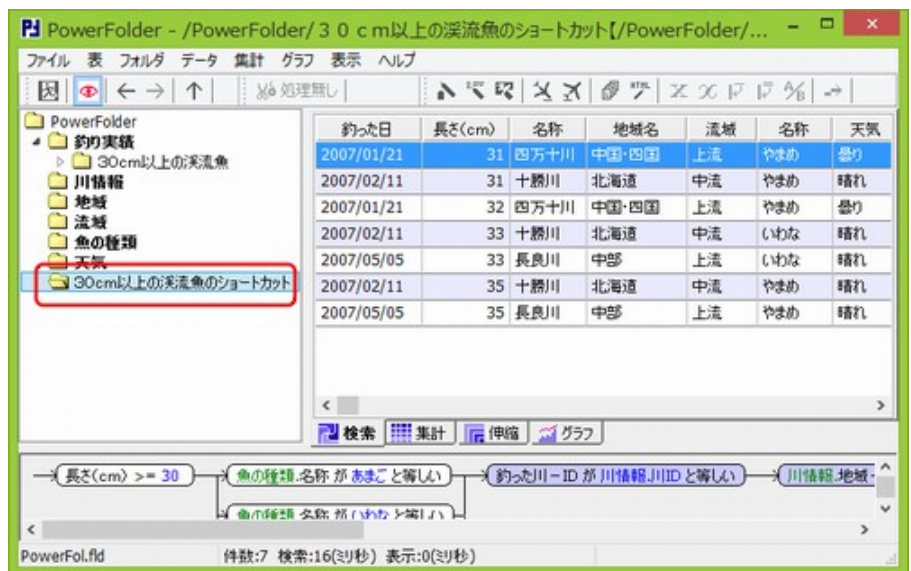 PowerFolder - /PowerFolder/３０ｃm以上の渓流魚のショートカット【/PowerFolder/...
ファイル 表 フォルダ データ 集計 グラフ 表示 ヘルプ
処理無し
PowerFolder
釣り実績
30cm以上の渓流魚
川情報
地域
流域
魚の種類
天気
30cm以上の渓流魚のショートカット
釣った日 長さ(cm) 名称 地域名 流域 名称 天気
2007/01/21 31 四万十川 中国・四国 上流 やまめ 曇り
2007/02/11 31 十勝川 北海道 中流 やまめ 晴れ
2007/01/21 32 四万十川 中国・四国 上流 やまめ 曇り
2007/02/11 33 十勝川 北海道 中流 いわな 晴れ
2007/05/05 33 長良川 中部 上流 いわな 晴れ
2007/02/11 35 十勝川 北海道 中流 やまめ 晴れ
2007/05/05 35 長良川 中部 上流 やまめ 晴れ
検索 集計 伸縮 グラフ
長さ(cm) >= 30 魚の種類.名称 が あまご と等しい 釣った川－ID が 川情報.川ID と等しい 川情報.地域-
魚の種類.名称 が いわな と等しい
PowerFol.fld 件数:7 検索:16(ミリ秒) 表示:0(ミリ秒)